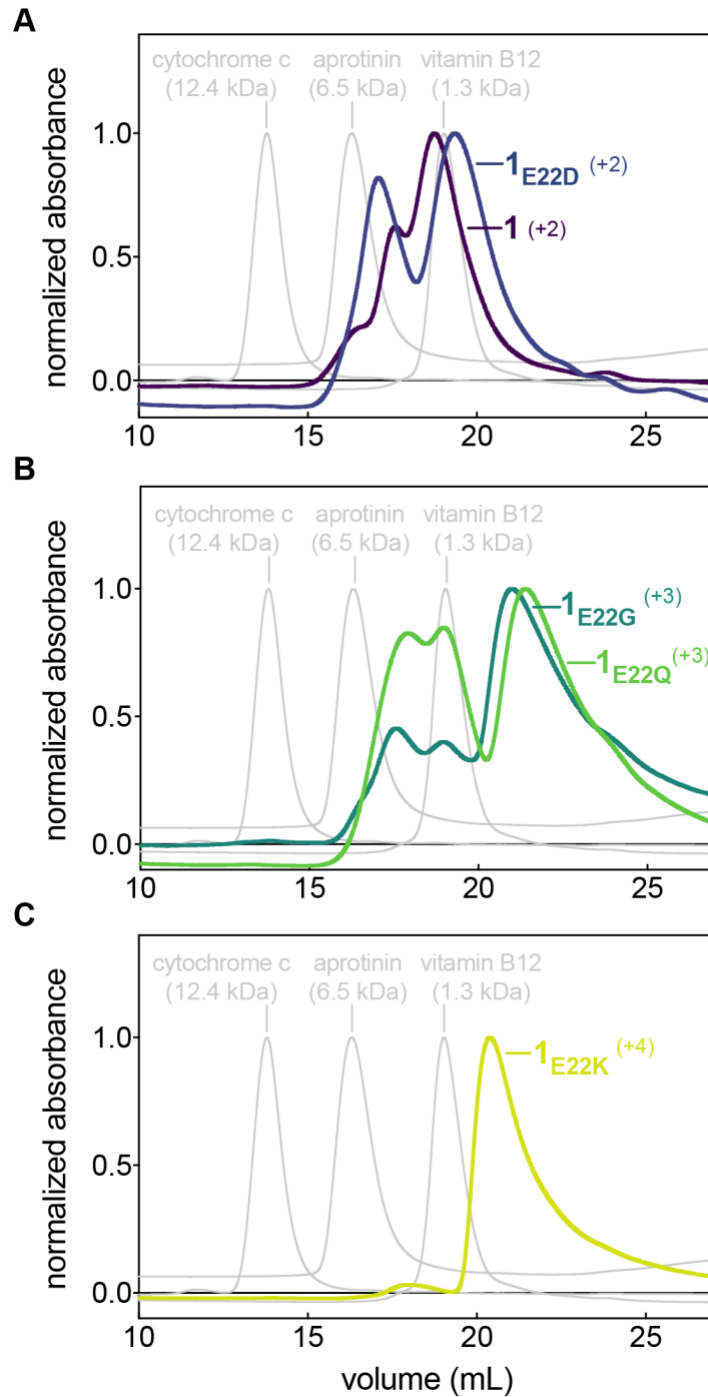 A
cytochrome c aprotinin vitamin B12
(12.4 kDa) (6.5 kDa) (1.3 kDa)
1.0
1E22D (+2)
1 (+2)
0.5
0.0
normalized absorbance
10 15 20 25
B
cytochrome c aprotinin vitamin B12
(12.4 kDa) (6.5 kDa) (1.3 kDa)
1.0
1E22G (+3)
1E22Q (+3)
0.5
0.0
normalized absorbance
10 15 20 25
C
cytochrome c aprotinin vitamin B12
(12.4 kDa) (6.5 kDa) (1.3 kDa)
1.0
1E22K (+4)
0.5
0.0
normalized absorbance
10 15 20 25
volume (mL)